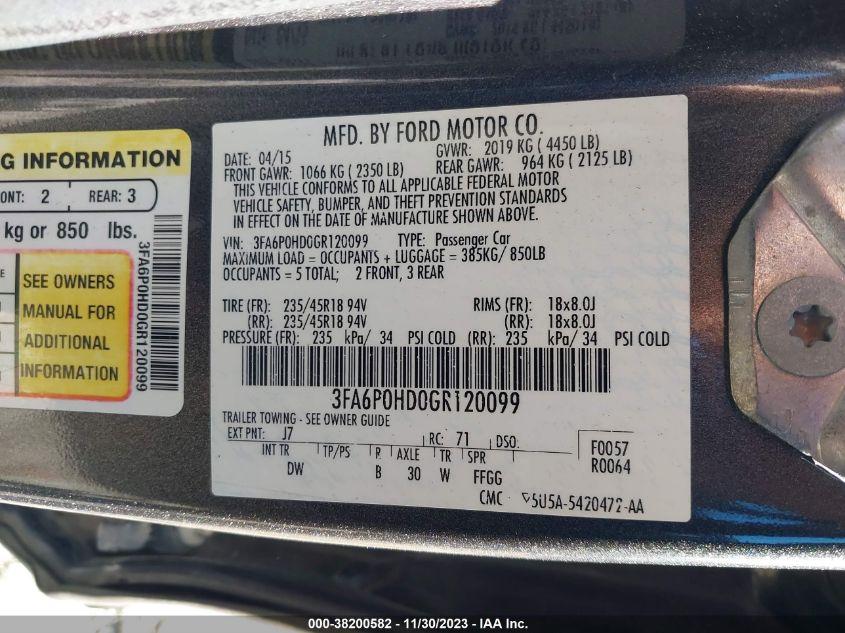 MFD. BY FORD MOTOR CO.
DATE: 04/15
GVWR: 2019 KG ( 4450 LB)
FRONT GAWR: 1066 KG ( 2350 LB)
REAR GAWR: 964 KG ( 2125 LB)
THIS VEHICLE CONFORMS TO ALL APPLICABLE FEDERAL MOTOR
VEHICLE SAFETY, BUMPER, AND THEFT PREVENTION STANDARDS
IN EFFECT ON THE DATE OF MANUFACTURE SHOWN ABOVE.
VIN: 3FA6P0HD0GR120099 TYPE: Passenger Car
MAXIMUM LOAD = OCCUPANTS + LUGGAGE = 385KG/ 850LB
OCCUPANTS = 5 TOTAL; 2 FRONT, 3 REAR
TIRE (FR): 235/45R18 94V RIMS (FR): 18x8.0J
(RR): 235/45R18 94V (RR): 18x8.0J
PRESSURE (FR): 235 kPa/ 34 PSI COLD (RR): 235 kPa/ 34 PSI COLD
3FA6P0HD0GR120099
TRAILER TOWING - SEE OWNER GUIDE
EXT PNT: J7 RC: 71 DSO:
F0057
R0064
INT TR TP/PS R AXLE TR SPR
DW B 30 W FFGG
CMC 5U5A-5420472-AA
INFORMATION
2 REAR: 3
kg or 850 lbs.
SEE OWNERS
MANUAL FOR
ADDITIONAL
INFORMATION
3FA6P0HD0GR120099
000-38200582 - 11/30/2023 - IAA Inc.